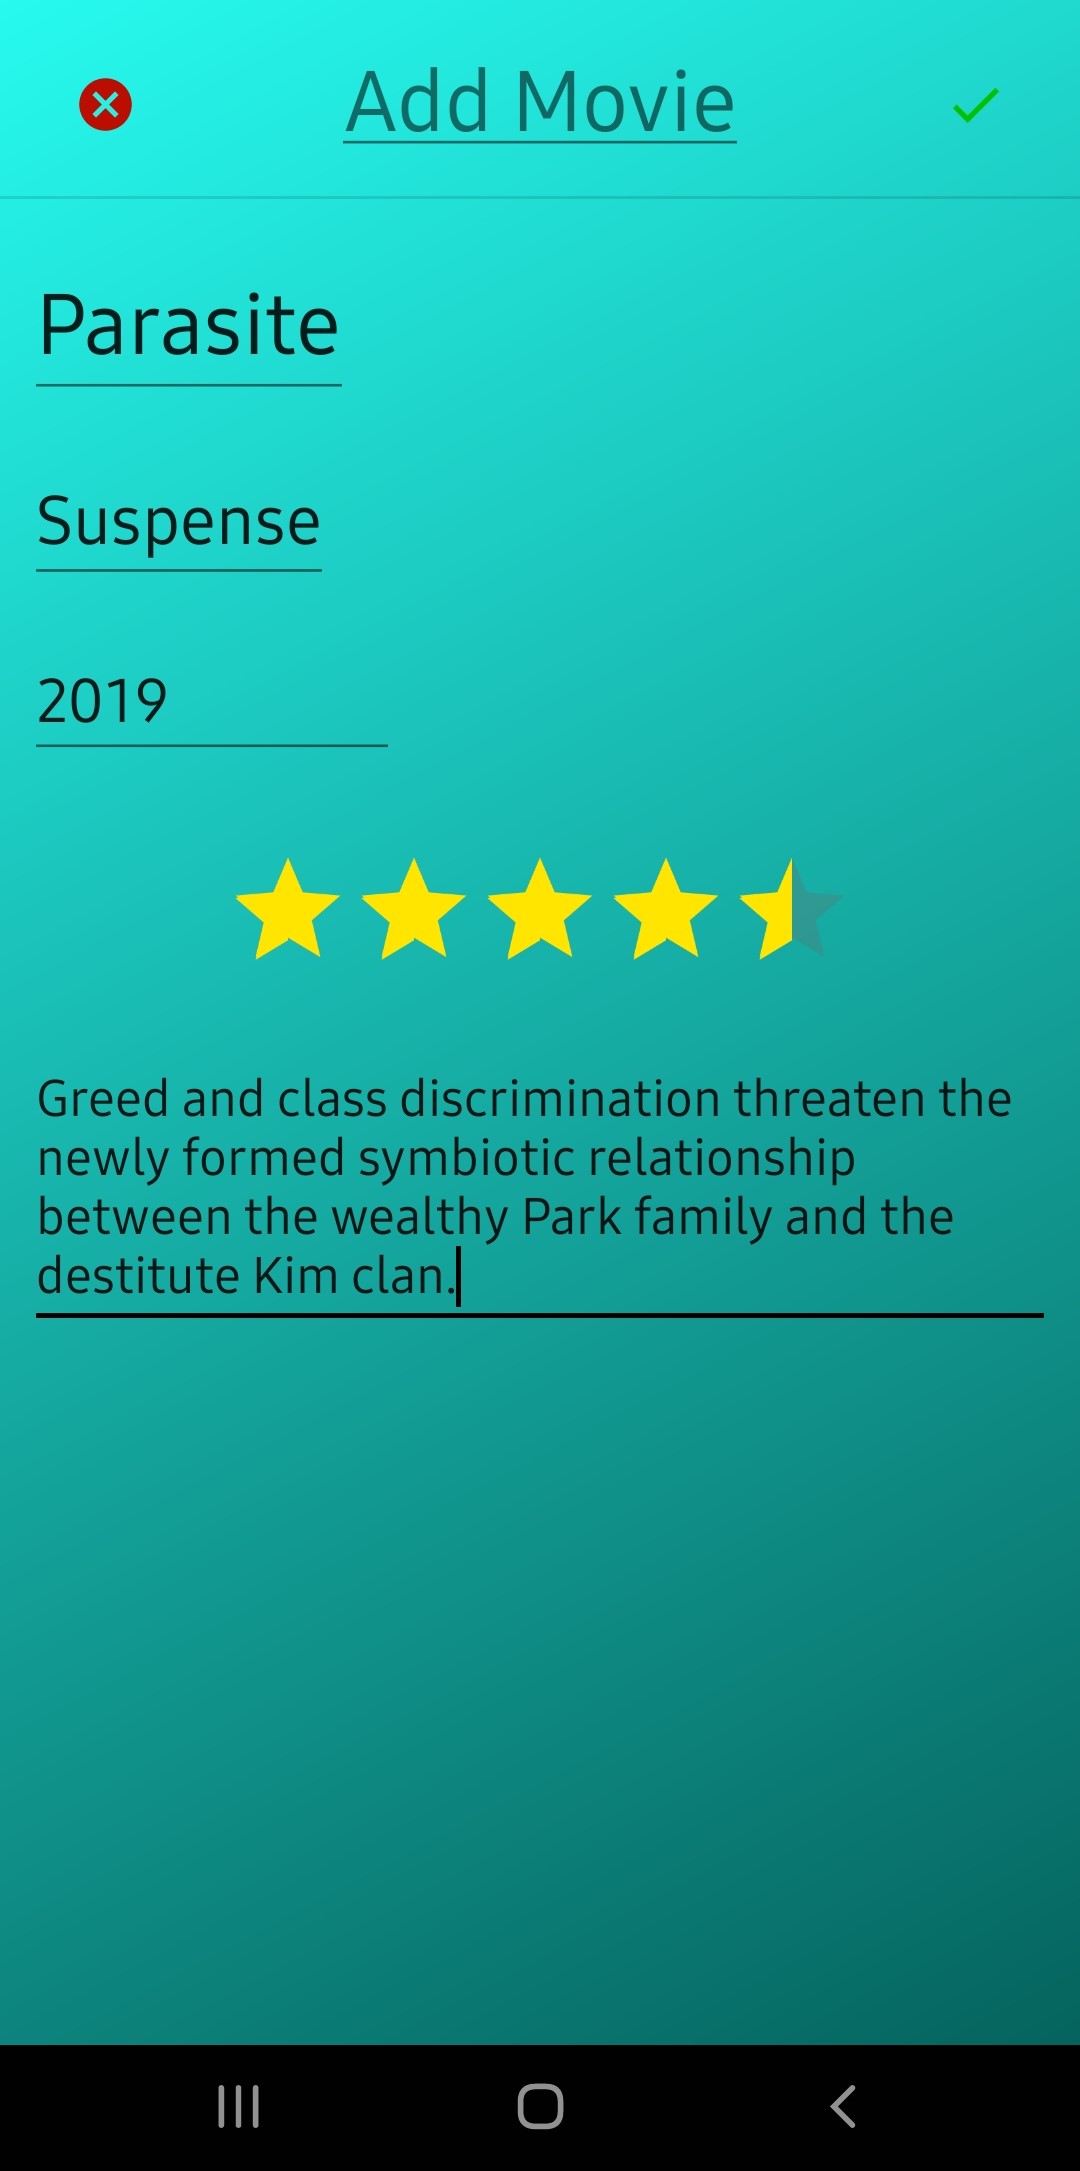 Add Movie
Parasite
Suspense
2019
Greed and class discrimination threaten the
newly formed symbiotic relationship
between the wealthy Park family and the
destitute Kim clan.